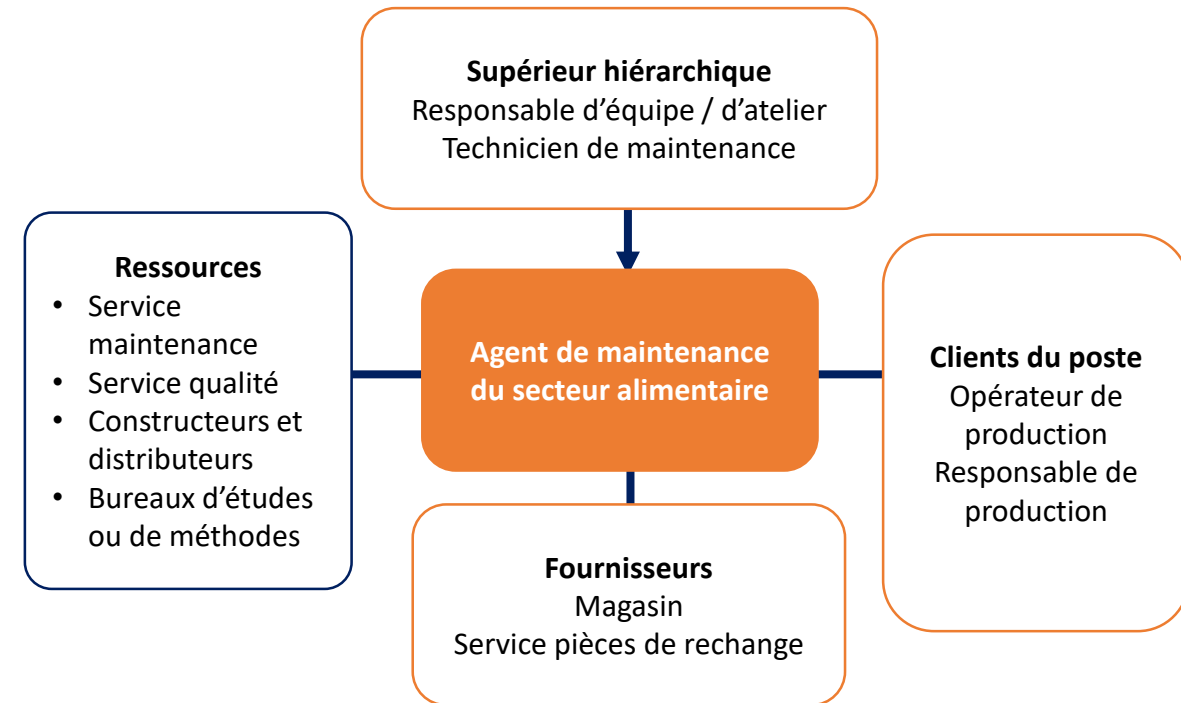 Supérieur hiérarchique
Responsable d’équipe / d’atelier
Technicien de maintenance
Ressources
• Service
maintenance
• Service qualité
• Constructeurs et
distributeurs
• Bureaux d’études
ou de méthodes
Agent de maintenance
du secteur alimentaire
Clients du poste
Opérateur de
production
Responsable de
production
Fournisseurs
Magasin
Service pièces de rechange